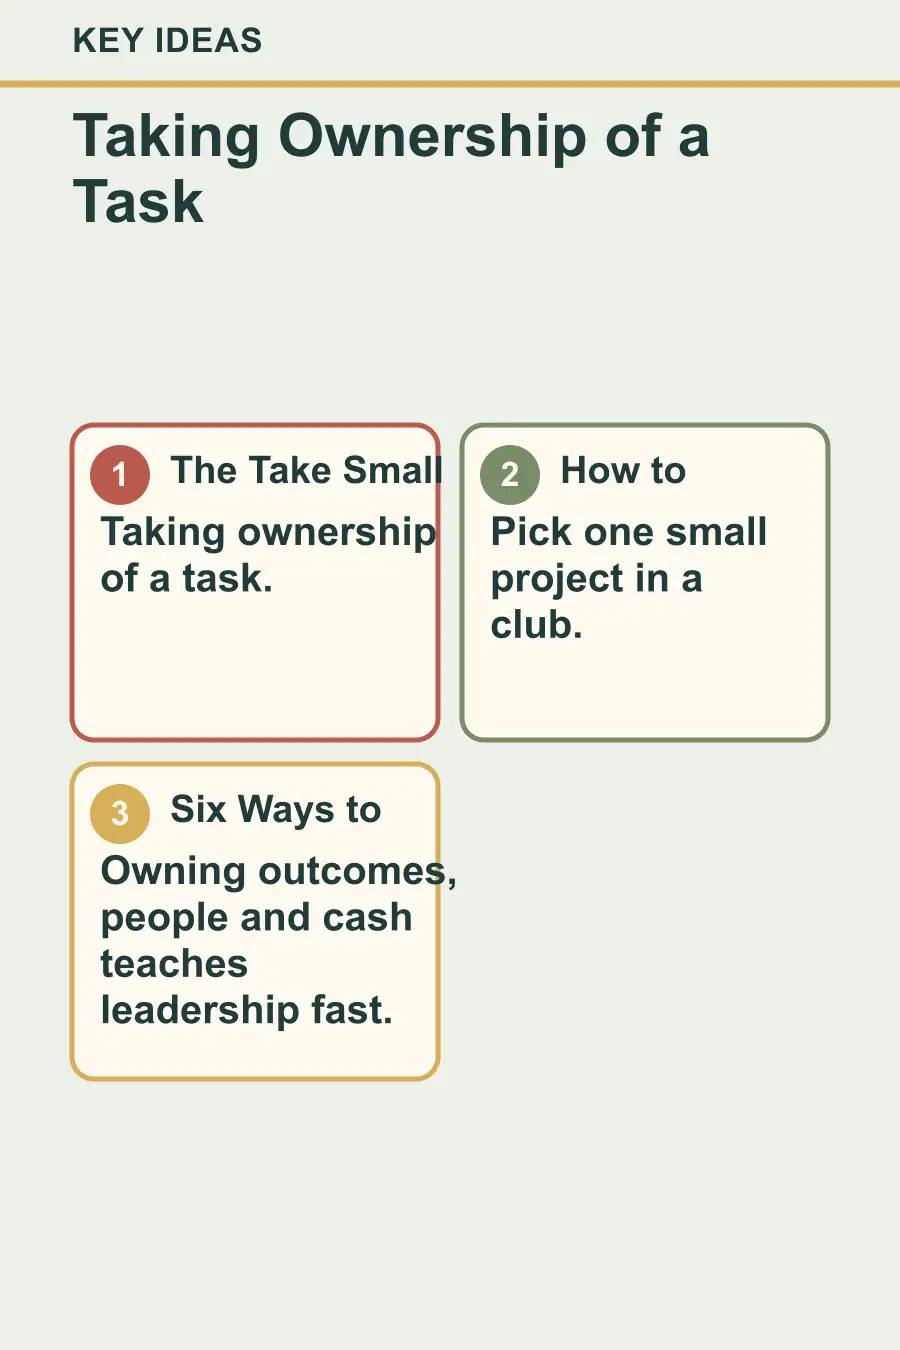 KEY IDEAS
Taking Ownership of a
Task
1 The Take Small
Taking ownership
of a task.
2 How to
Pick one small
project in a
club.
3 Six Ways to
Owning outcomes,
people and cash
teaches
leadership fast.